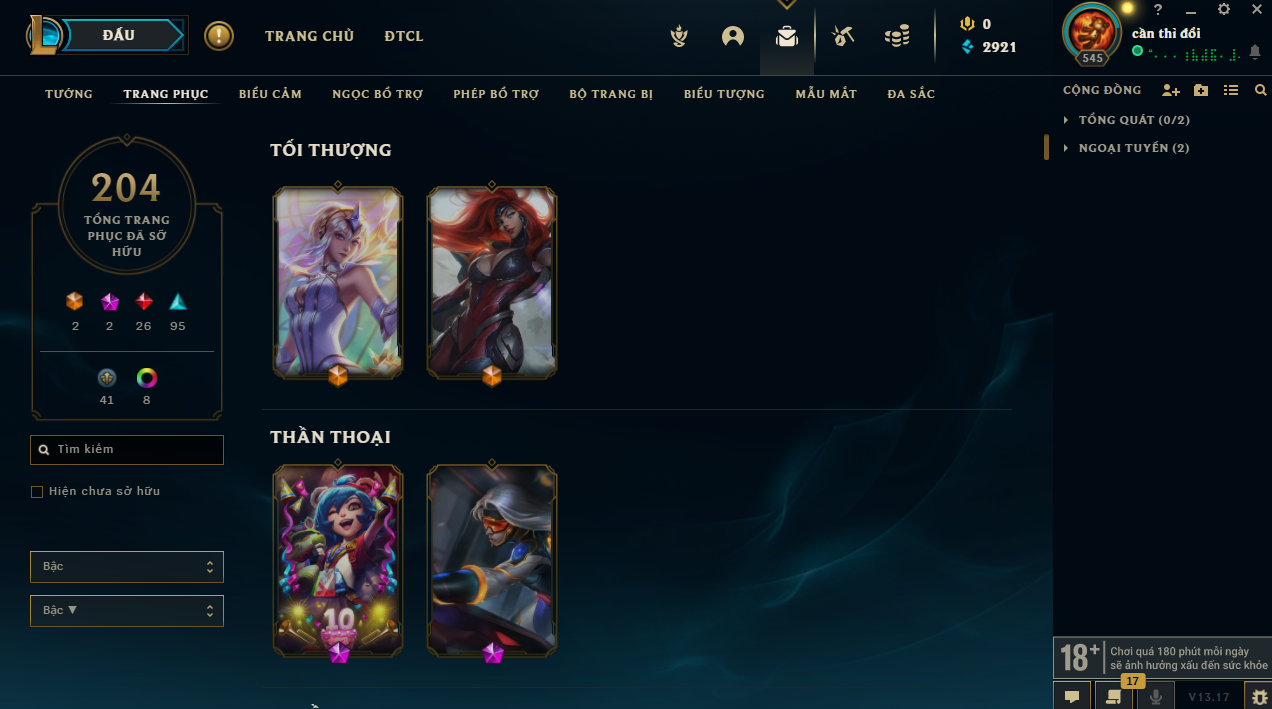 ĐẤU
TRANG CHỦ
ĐTCL
0
2921
545
cần thì đổi
TƯỚNG
TRANG PHỤC
BIỂU CẢM
NGỌC BỔ TRỢ
PHÉP BỔ TRỢ
BỘ TRANG BỊ
BIỂU TƯỢNG
MẪU MẮT
ĐA SẮC
CỘNG ĐỒNG
TỔNG QUÁT (0/2)
NGOẠI TUYẾN (2)
204
TỔNG TRANG
PHỤC ĐÃ SỞ
HỮU
2
2
26
95
41
8
Tìm kiếm
Hiện chưa sở hữu
Bậc
Bậc ▼
TỐI THƯỢNG
THẦN THOẠI
10
18+
Chơi quá 180 phút mỗi ngày
sẽ ảnh hưởng xấu đến sức khỏe
17
V13.17